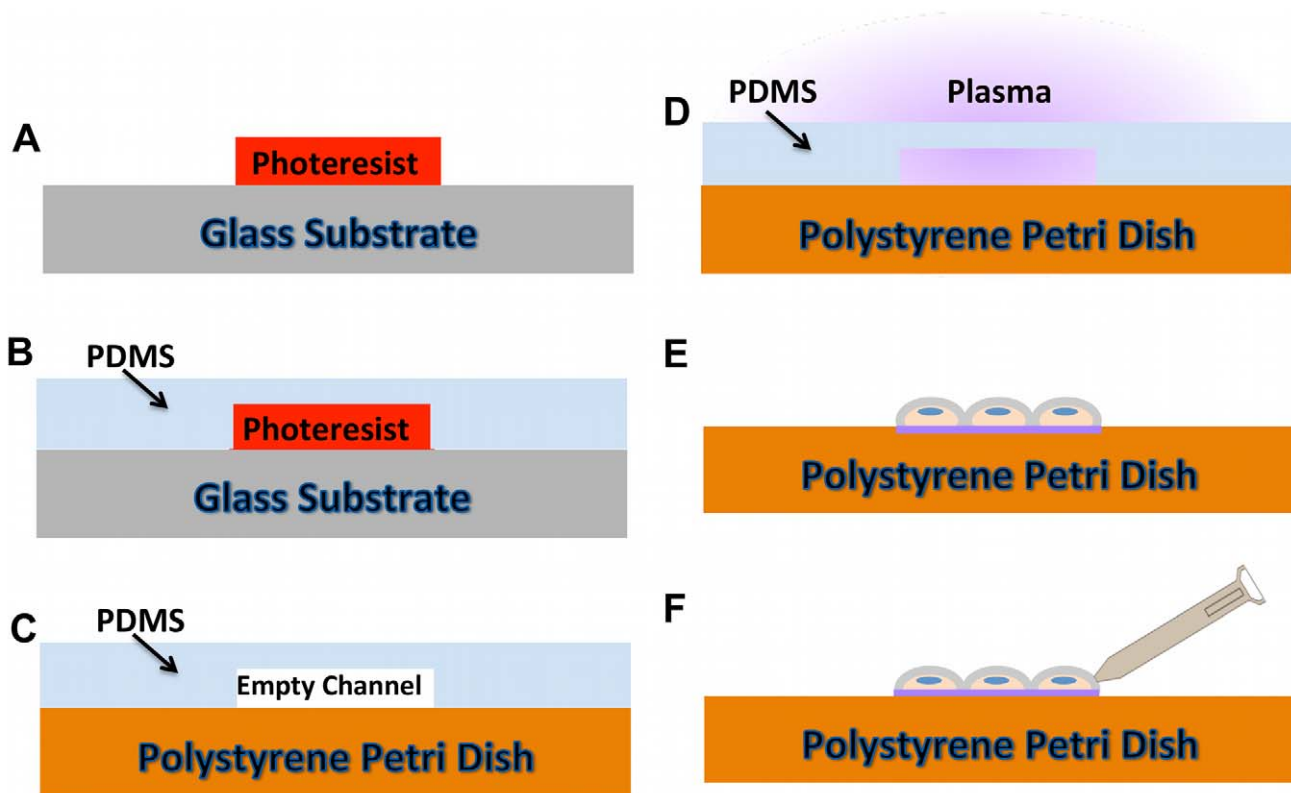 A
Photeresist
Glass Substrate
B
PDMS
Photeresist
Glass Substrate
C
PDMS
Empty Channel
Polystyrene Petri Dish
D
PDMS
Plasma
Polystyrene Petri Dish
E
Polystyrene Petri Dish
F
Polystyrene Petri Dish